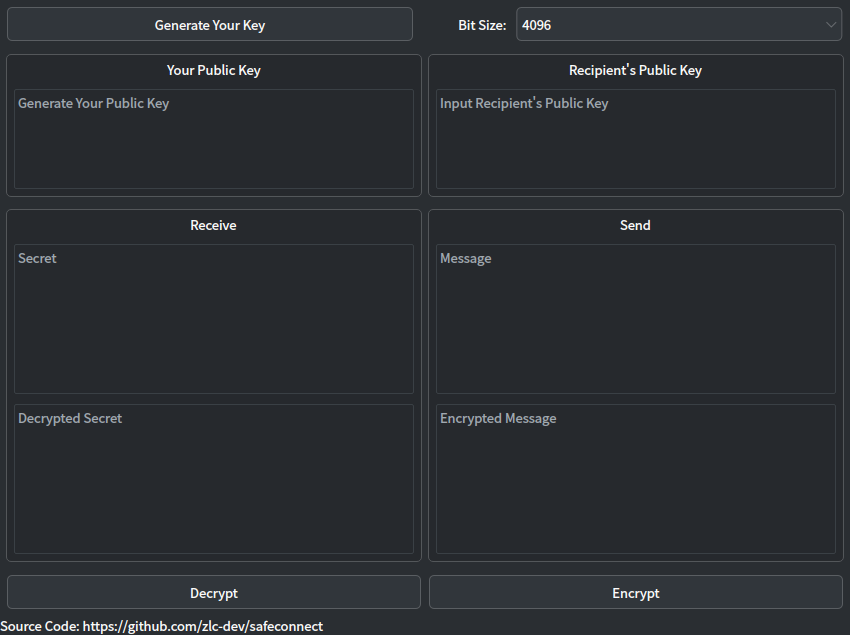 Generate Your Key
Bit Size: 4096
Your Public Key
Generate Your Public Key
Recipient's Public Key
Input Recipient's Public Key
Receive
Secret
Decrypted Secret
Send
Message
Encrypted Message
Decrypt
Encrypt
Source Code: https://github.com/zlc-dev/safeconnect